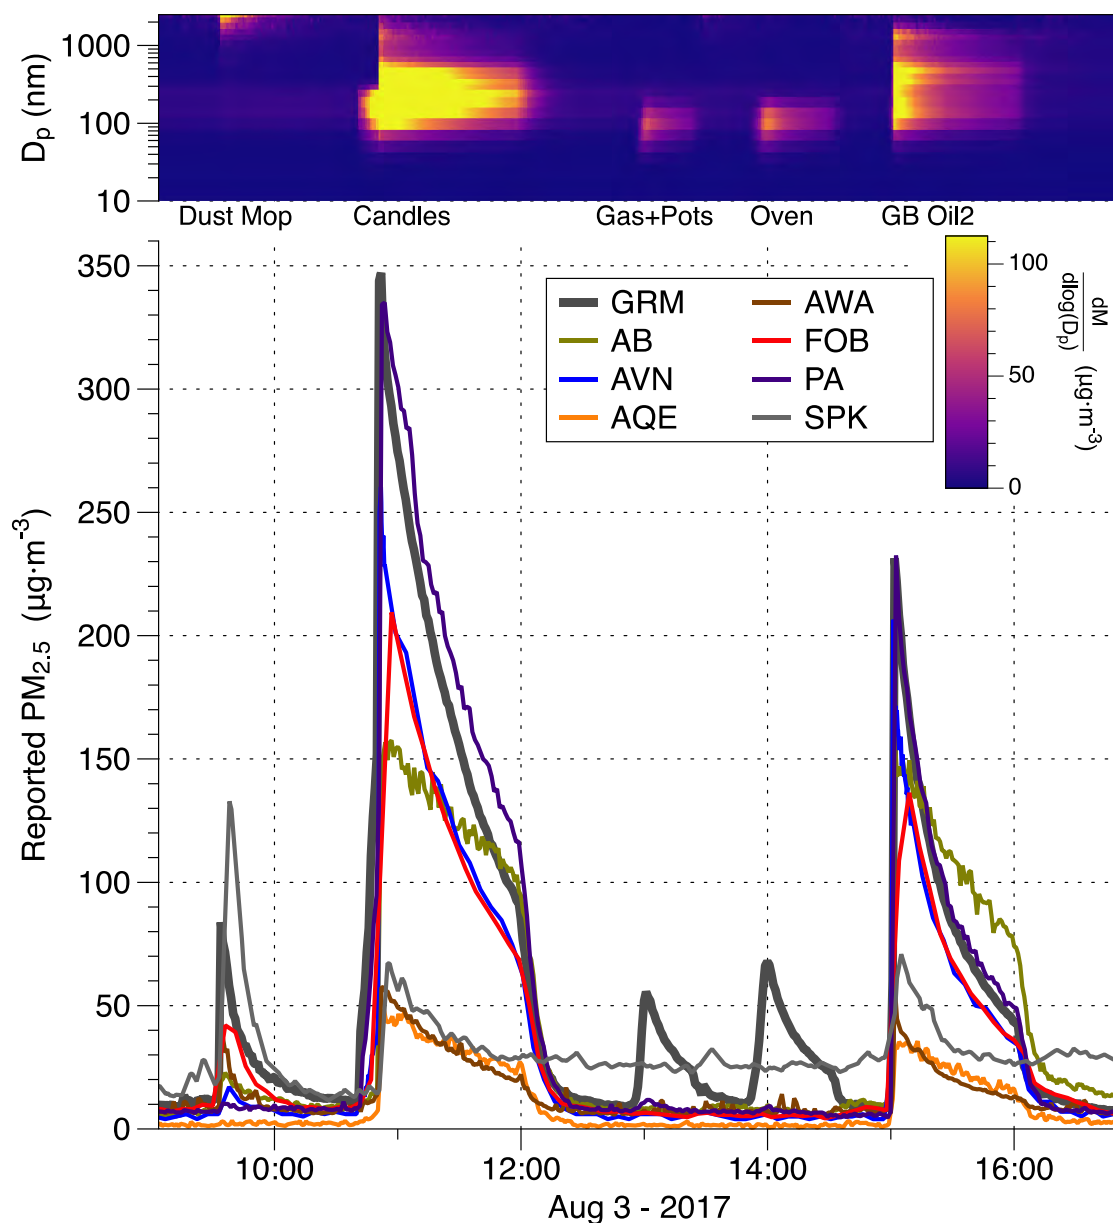 1000
100
10
Dp (nm)
Dust Mop Candles Gas+Pots Oven GB Oil2
350
300
250
200
150
100
50
0
Reported PM2.5 (µg·m-3)
GRM AWA
AB FOB
AVN PA
AQE SPK
100
50
0
dM
dlog(Dp)
(µg·m-3)
10:00 12:00 14:00 16:00
Aug 3 - 2017